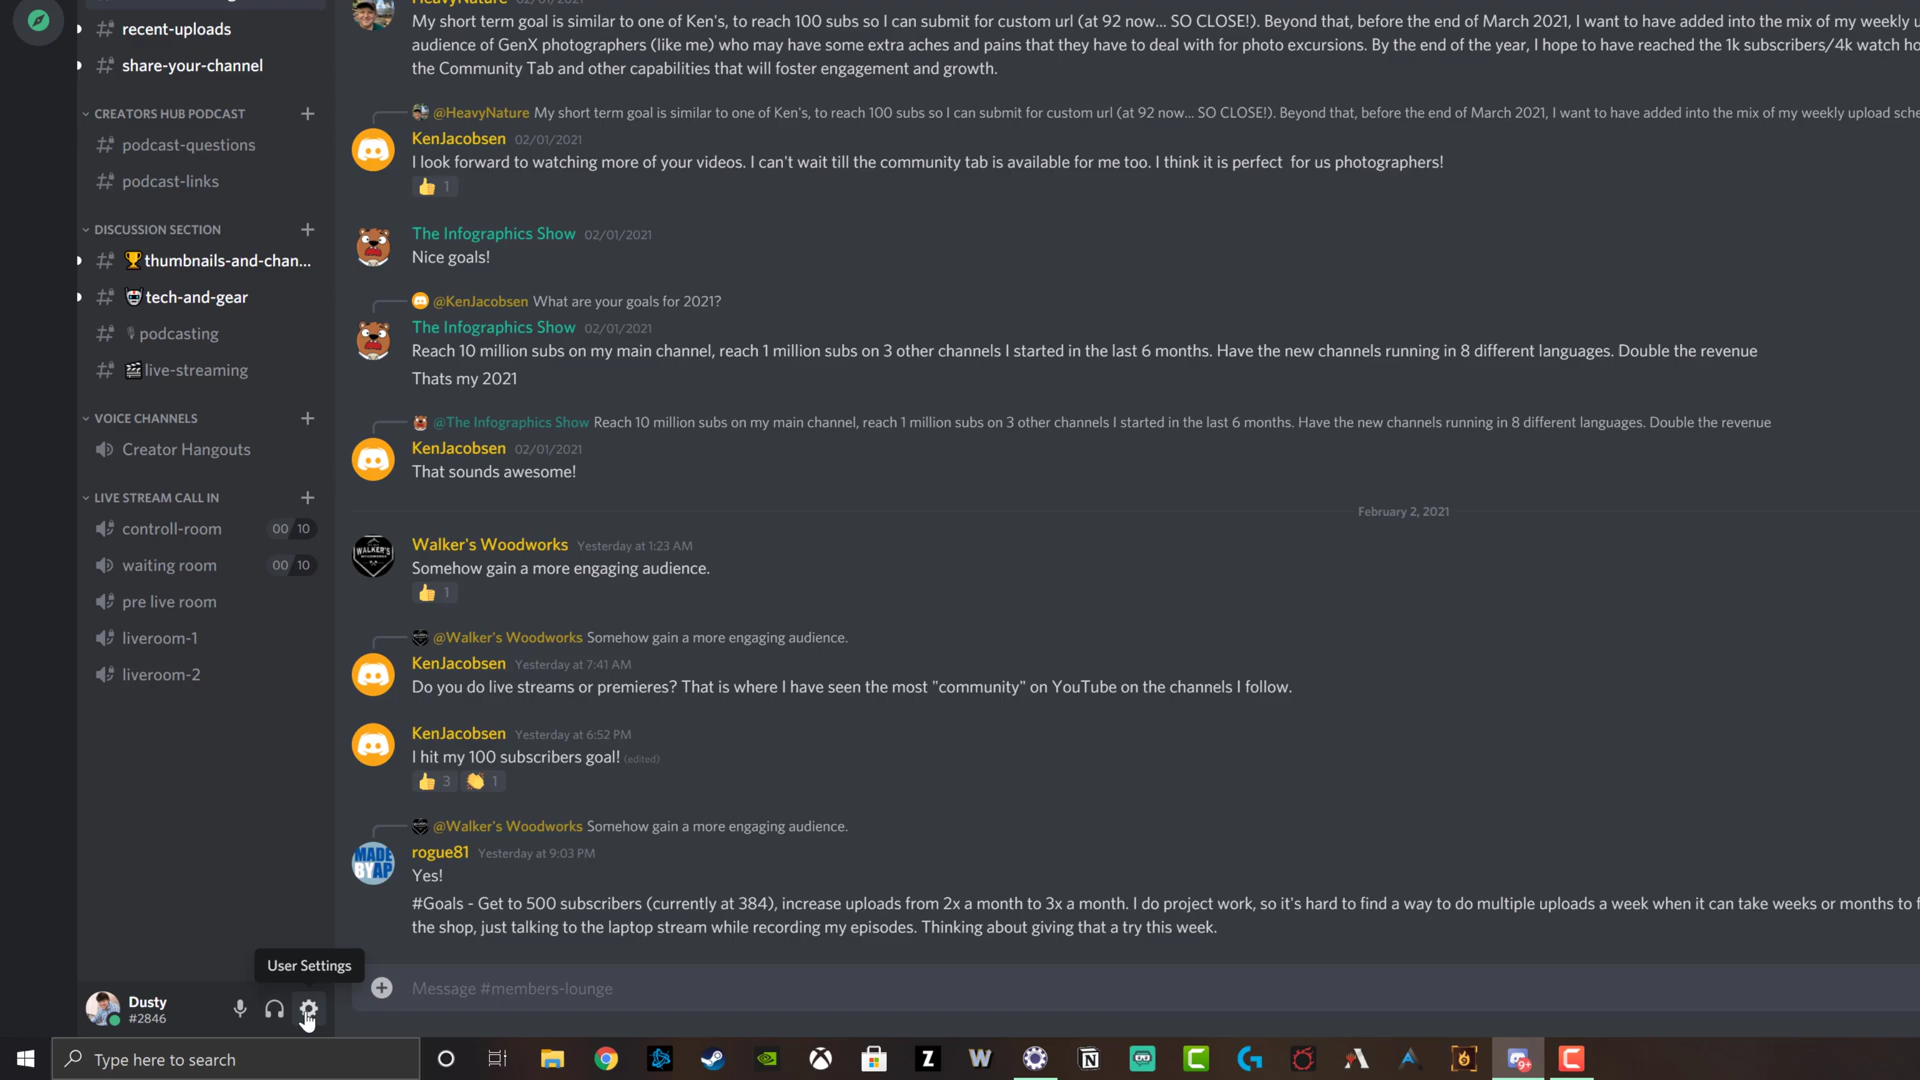 recent-uploads
share-your-channel
CREATORS HUB PODCAST
podcast-questions
podcast-links
DISCUSSION SECTION
thumbnails-and-chan...
tech-and-gear
podcasting
live-streaming
VOICE CHANNELS
Creator Hangouts
LIVE STREAM CALL IN
controll-room 00 10
waiting room 00 10
pre live room
liveroom-1
liveroom-2
User Settings
Dusty
#2846
HeavyNature 02/01/2021
My short term goal is similar to one of Ken's, to reach 100 subs so I can submit for custom url (at 92 now... SO CLOSE!). Beyond that, before the end of March 2021, I want to have added into the mix of my weekly
audience of GenX photographers (like me) who may have some extra aches and pains that they have to deal with for photo excursions. By the end of the year, I hope to have reached the 1k subscribers/4k watch
the Community Tab and other capabilities that will foster engagement and growth.
@HeavyNature My short term goal is similar to one of Ken's, to reach 100 subs so I can submit for custom url (at 92 now... SO CLOSE!). Beyond that, before the end of March 2021, I want to have added into the mix of my weekly upload
KenJacobsen 02/01/2021
I look forward to watching more of your videos. I can't wait till the community tab is available for me too. I think it is perfect for us photographers!
1
The Infographics Show 02/01/2021
Nice goals!
@KenJacobsen What are your goals for 2021?
The Infographics Show 02/01/2021
Reach 10 million subs on my main channel, reach 1 million subs on 3 other channels I started in the last 6 months. Have the new channels running in 8 different languages. Double the revenue
Thats my 2021
@The Infographics Show Reach 10 million subs on my main channel, reach 1 million subs on 3 other channels I started in the last 6 months. Have the new channels running in 8 different languages. Double the revenue
KenJacobsen 02/01/2021
That sounds awesome!
February 2, 2021
WALKER'S
Walker's Woodworks Yesterday at 1:23 AM
Somehow gain a more engaging audience.
1
@Walker's Woodworks Somehow gain a more engaging audience.
KenJacobsen Yesterday at 7:41 AM
Do you do live streams or premieres? That is where I have seen the most "community" on YouTube on the channels I follow.
KenJacobsen Yesterday at 6:52 PM
I hit my 100 subscribers goal! (edited)
3 1
@Walker's Woodworks Somehow gain a more engaging audience.
MADE
BY AP
rogue81 Yesterday at 9:03 PM
Yes!
#Goals - Get to 500 subscribers (currently at 384), increase uploads from 2x a month to 3x a month. I do project work, so it's hard to find a way to do multiple uploads a week when it can take weeks or months to
the shop, just talking to the laptop stream while recording my episodes. Thinking about giving that a try this week.
Message #members-lounge
Type here to search
Z
W
N
C
G
9+
C